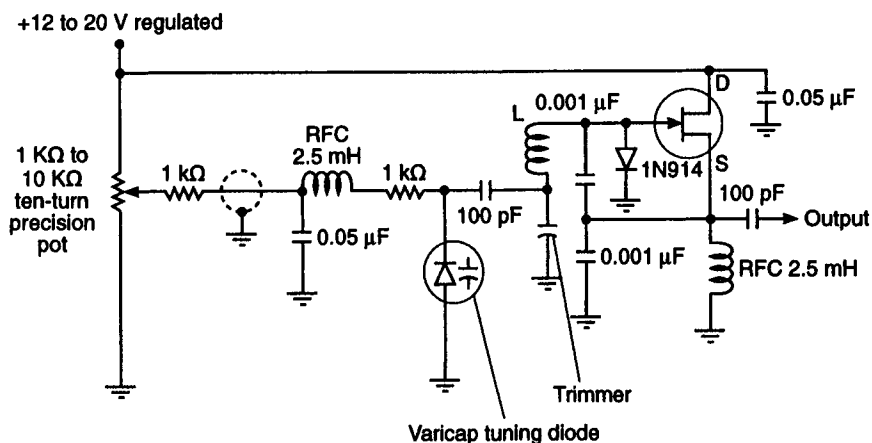 +12 to 20 V regulated
D
0.001 µF
0.05 µF
L
RFC
2.5 mH
1 KΩ to
10 KΩ
ten-turn
precision
pot
1 kΩ
1 kΩ
S
1N914
100 pF
100 pF
Output
0.05 µF
0.001 µF
RFC 2.5 mH
Trimmer
Varicap tuning diode